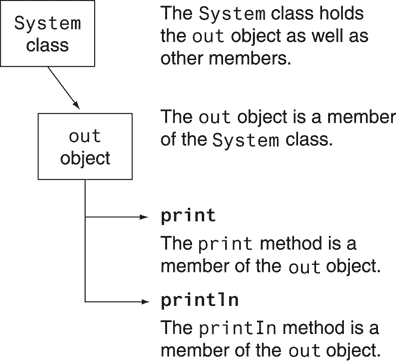 System
class
The System class holds
the out object as well as
other members.
out
object
The out object is a member
of the System class.
print
The print method is a
member of the out object.
println
The printIn method is a
member of the out object.